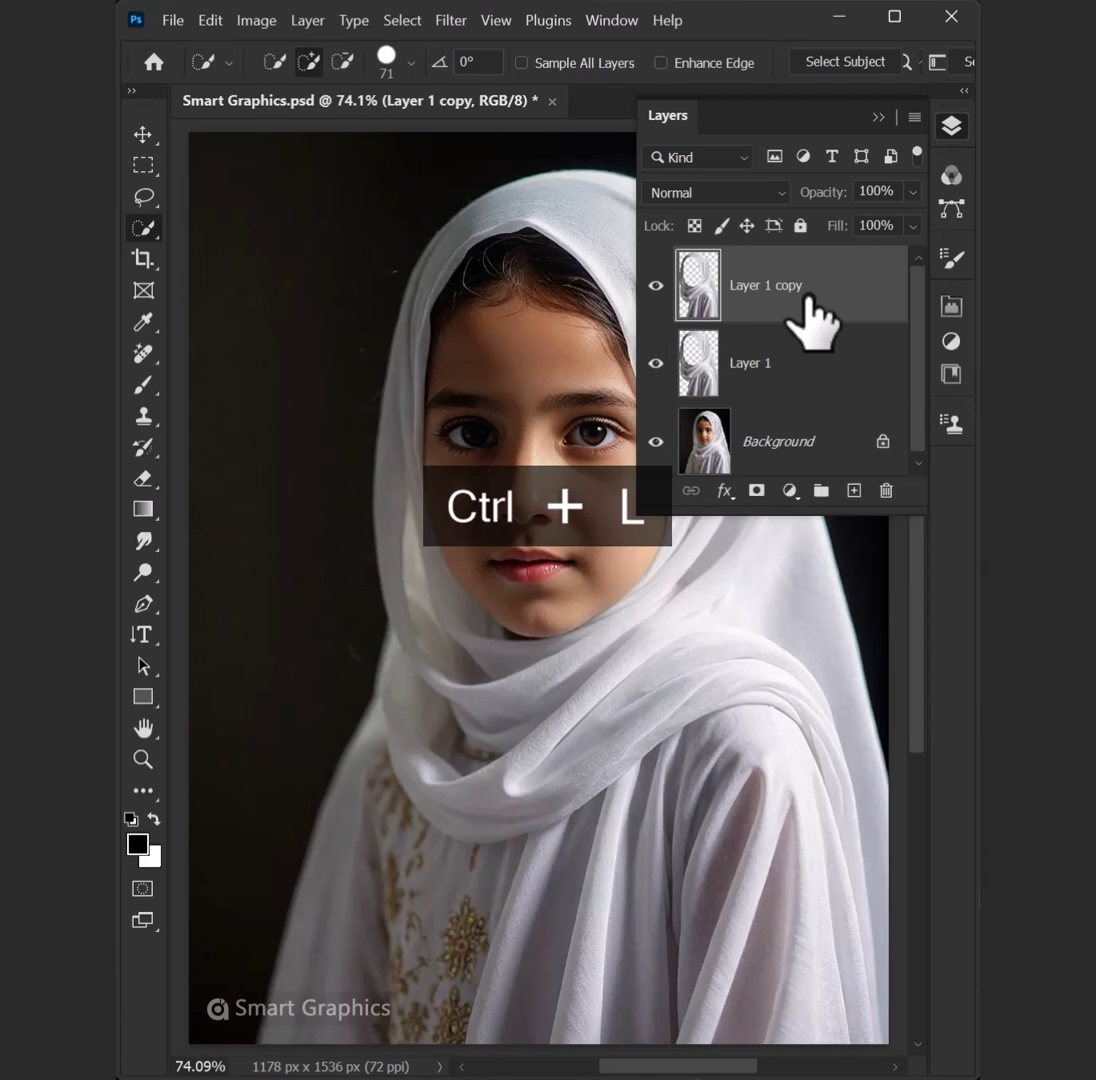 Ps File Edit Image Layer Type Select Filter View Plugins Window Help
71 0° Sample All Layers Enhance Edge Select Subject Se
Smart Graphics.psd @ 74.1% (Layer 1 copy, RGB/8) * ×
Layers
Kind
Normal Opacity: 100%
Lock: Fill: 100%
Layer 1 copy
Layer 1
Background
fx
Ctrl + L
Smart Graphics
74.09% 1178 px x 1536 px (72 ppi)